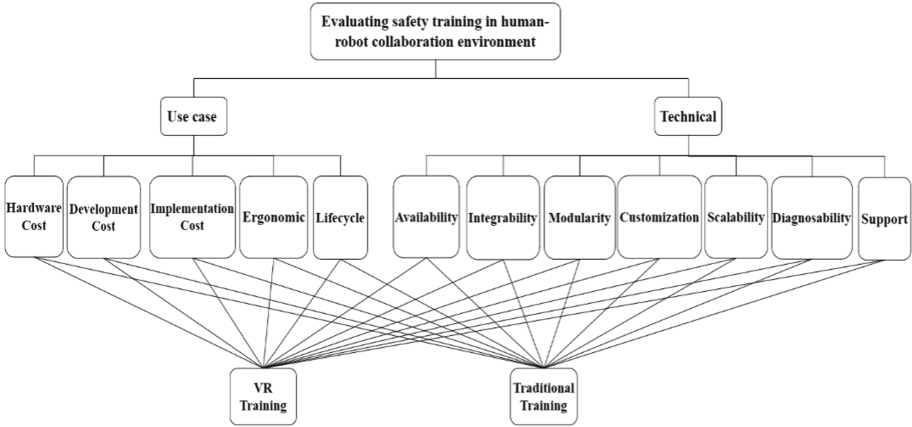 Evaluating safety training in human-
robot collaboration environment
Use case
Technical
Hardware
Cost
Development
Cost
Implementation
Cost
Ergonomic
Lifecycle
Availability
Integrability
Modularity
Customization
Scalability
Diagnosability
Support
VR
Training
Traditional
Training